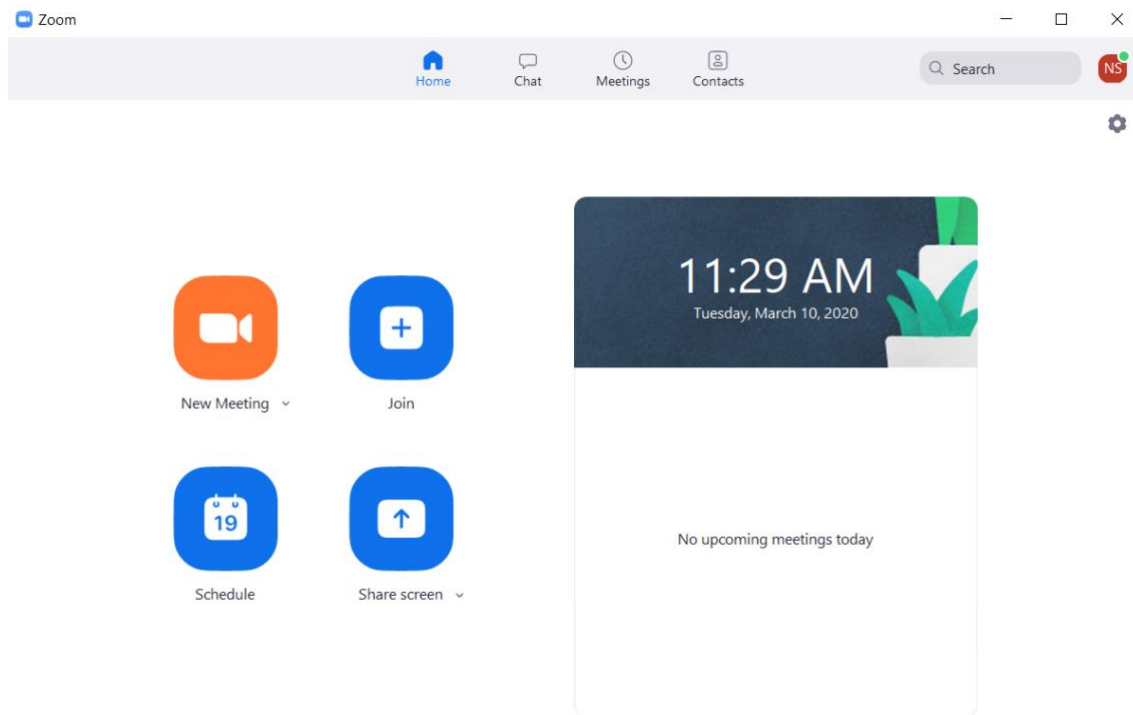 Zoom
Home
Chat
Meetings
Contacts
Search
NS
11:29 AM
Tuesday, March 10, 2020
New Meeting
Join
19
Schedule
Share screen
No upcoming meetings today